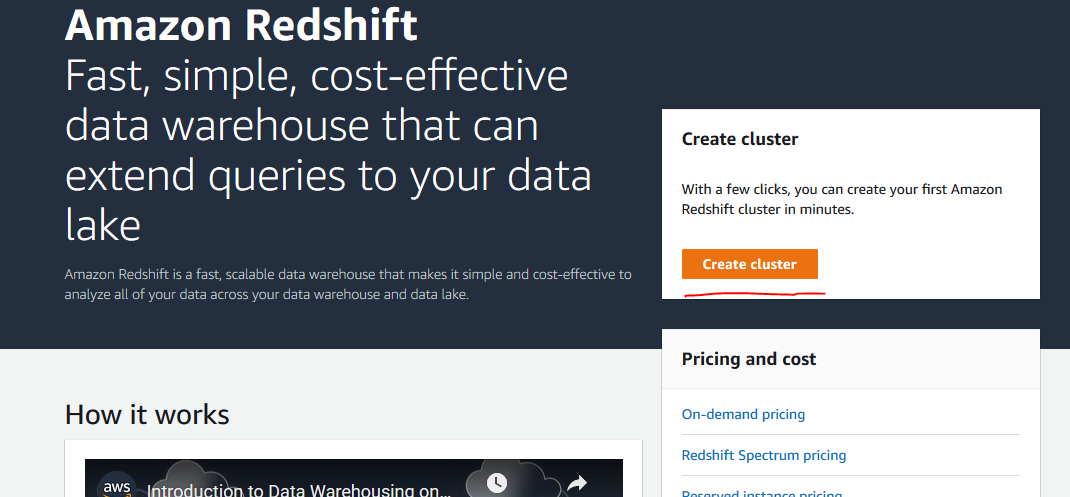 Amazon Redshift
Fast, simple, cost-effective
data warehouse that can
extend queries to your data
lake
Amazon Redshift is a fast, scalable data warehouse that makes it simple and cost-effective to
analyze all of your data across your data warehouse and data lake.
Create cluster
With a few clicks, you can create your first Amazon
Redshift cluster in minutes.
Create cluster
Pricing and cost
On-demand pricing
Redshift Spectrum pricing
Reserved instance pricing
How it works
aws
Introduction to Data Warehousing on...